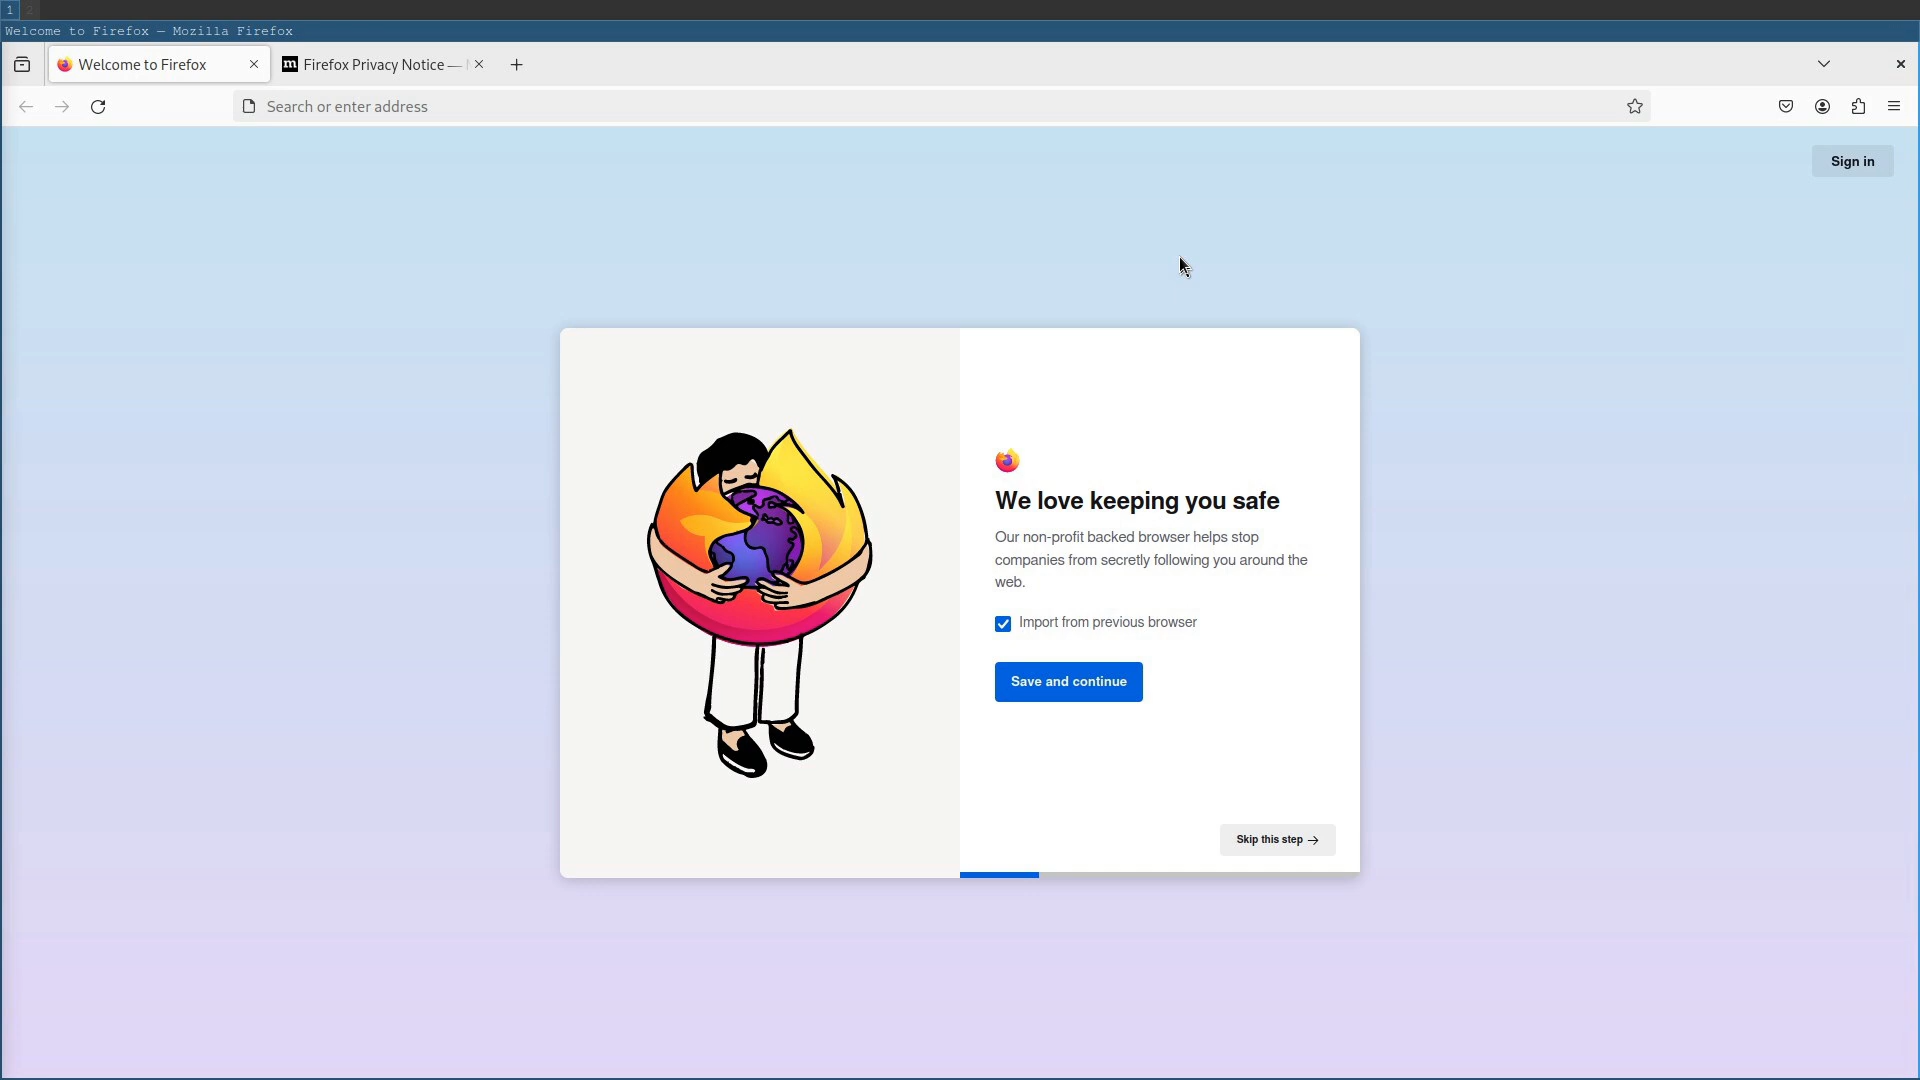 1 2
Welcome to Firefox — Mozilla Firefox
Welcome to Firefox
Firefox Privacy Notice —
Search or enter address
Sign in
We love keeping you safe
Our non-profit backed browser helps stop
companies from secretly following you around the
web.
Import from previous browser
Save and continue
Skip this step